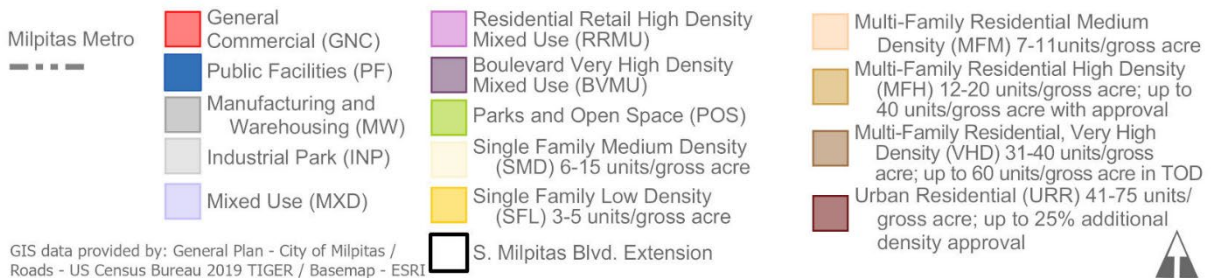 Milpitas Metro
General
Commercial (GNC)
Public Facilities (PF)
Manufacturing and
Warehousing (MW)
Industrial Park (INP)
Mixed Use (MXD)
GIS data provided by: General Plan - City of Milpitas /
Roads - US Census Bureau 2019 TIGER / Basemap - ESRI
Residential Retail High Density
Mixed Use (RRMU)
Boulevard Very High Density
Mixed Use (BVMU)
Parks and Open Space (POS)
Single Family Medium Density
(SMD) 6-15 units/gross acre
Single Family Low Density
(SFL) 3-5 units/gross acre
S. Milpitas Blvd. Extension
Multi-Family Residential Medium
Density (MFM) 7-11units/gross acre
Multi-Family Residential High Density
(MFH) 12-20 units/gross acre; up to
40 units/gross acre with approval
Multi-Family Residential, Very High
Density (VHD) 31-40 units/gross
acre; up to 60 units/gross acre in TOD
Urban Residential (URR) 41-75 units/
gross acre; up to 25% additional
density approval